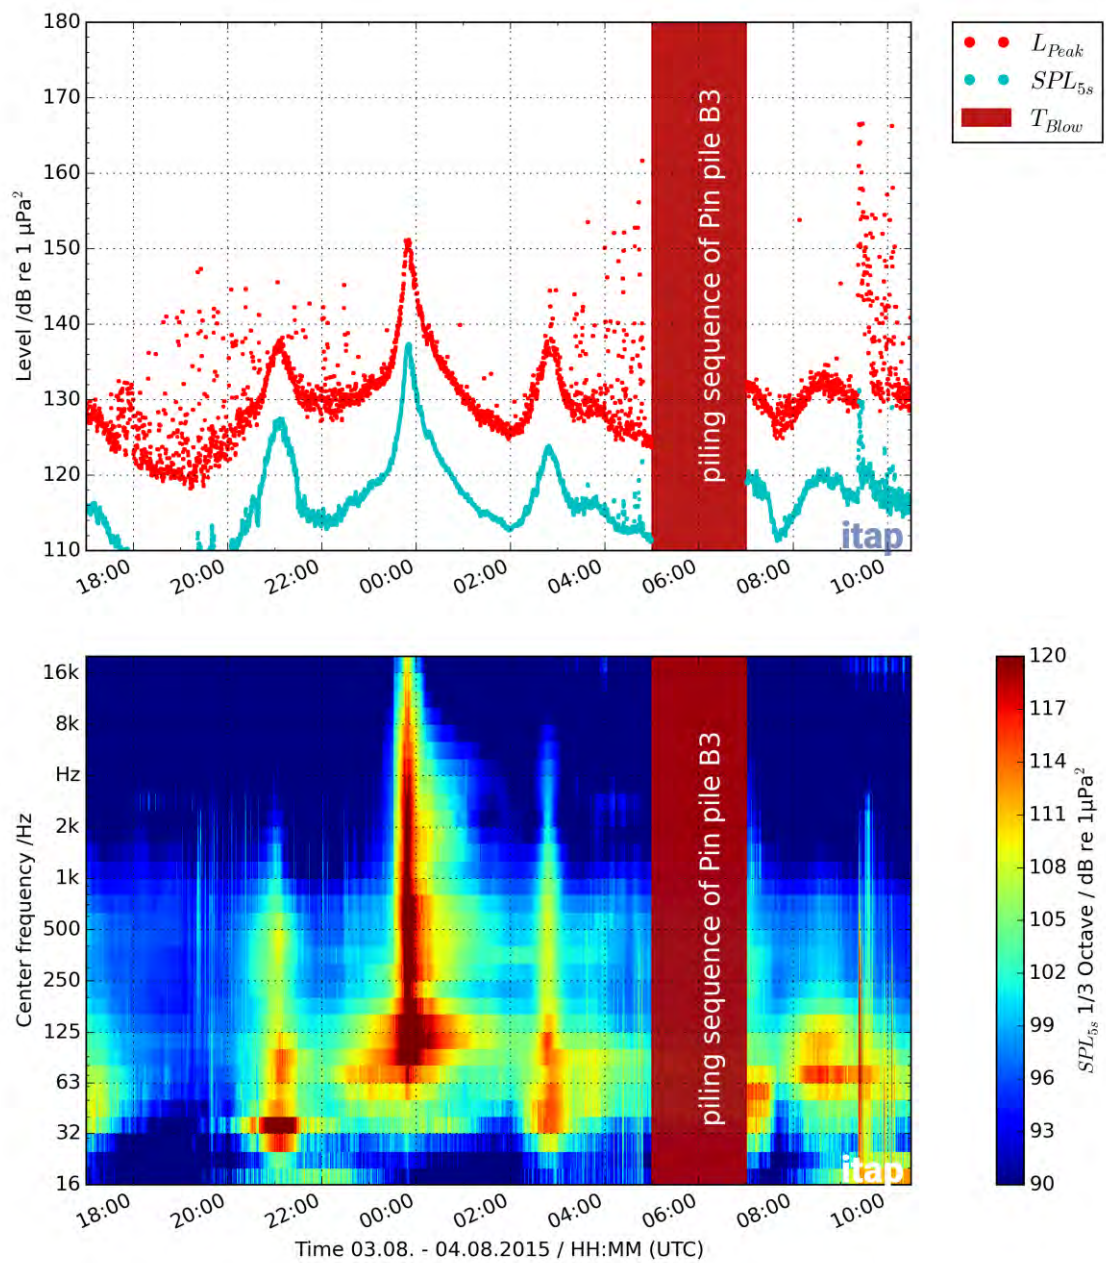 180
170
160
150
140
130
120
110
Level /dB re 1 µPa²
L_Peak
SPL_5s
T_Blow
piling sequence of Pin pile B3
itap
18:00 20:00 22:00 00:00 02:00 04:00 06:00 08:00 10:00
16k
8k
Hz
2k
1k
500
250
125
63
32
16
Center frequency /Hz
piling sequence of Pin pile B3
itap
120
117
114
111
108
105
102
99
96
93
90
SPL_5s 1/3 Octave / dB re 1µPa²
18:00 20:00 22:00 00:00 02:00 04:00 06:00 08:00 10:00
Time 03.08. - 04.08.2015 / HH:MM (UTC)